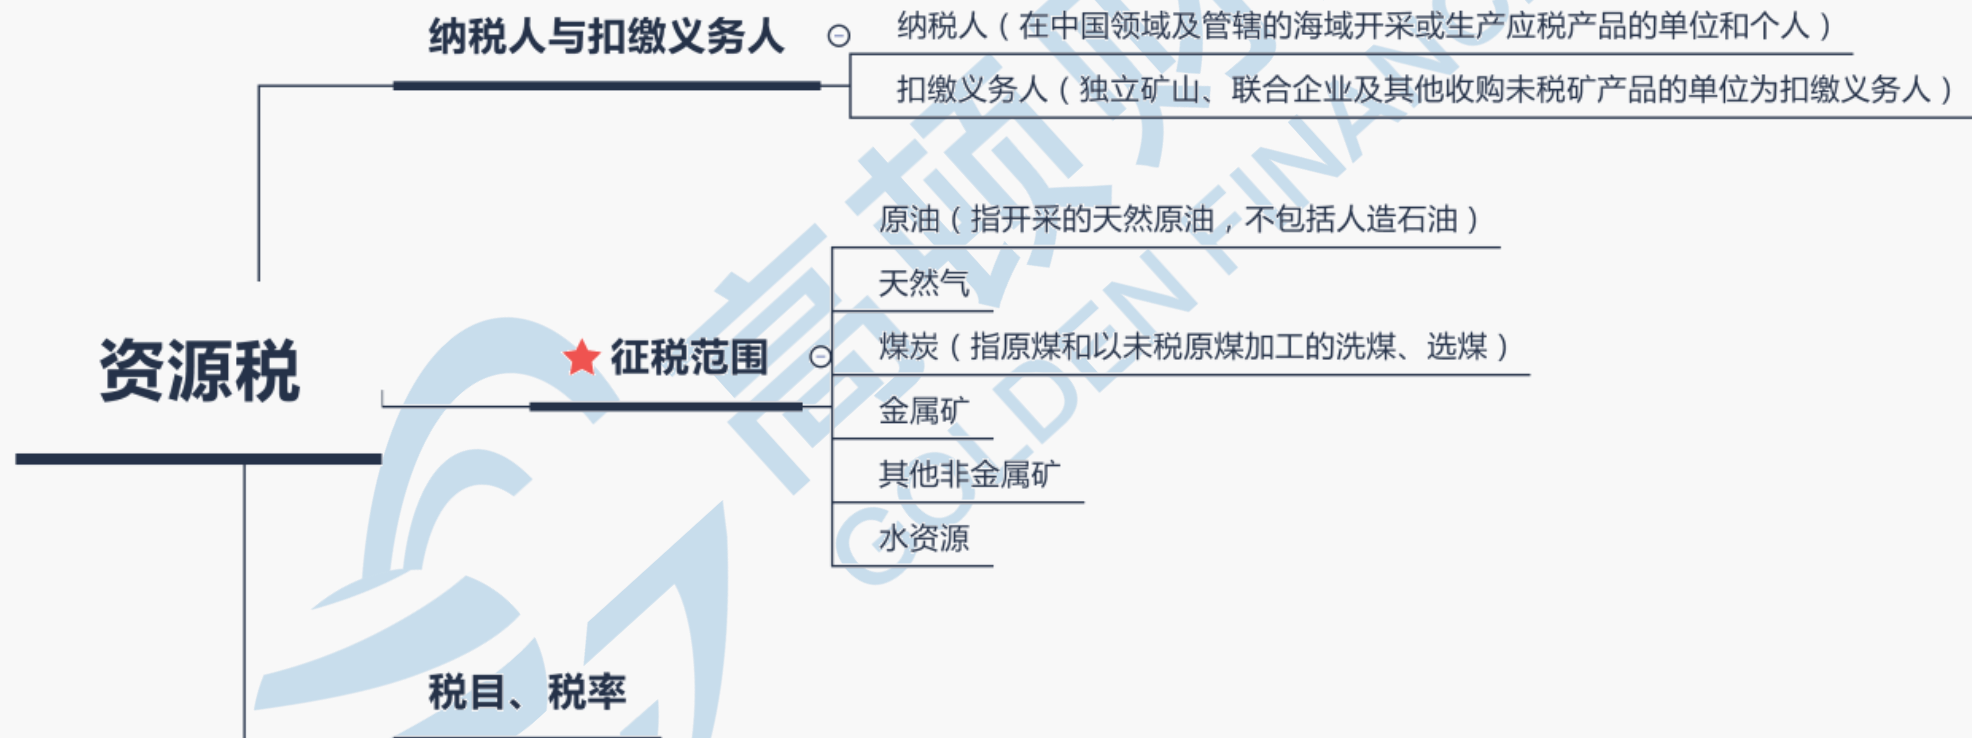 纳税人与扣缴义务人
纳税人（在中国领域及管辖的海域开采或生产应税产品的单位和个人）
扣缴义务人（独立矿山、联合企业及其他收购未税矿产品的单位为扣缴义务人）
资源税
征税范围
原油（指开采的天然原油，不包括人造石油）
天然气
煤炭（指原煤和以未税原煤加工的洗煤、选煤）
金属矿
其他非金属矿
水资源
税目、税率
高顿财
GOLDEN FINANC